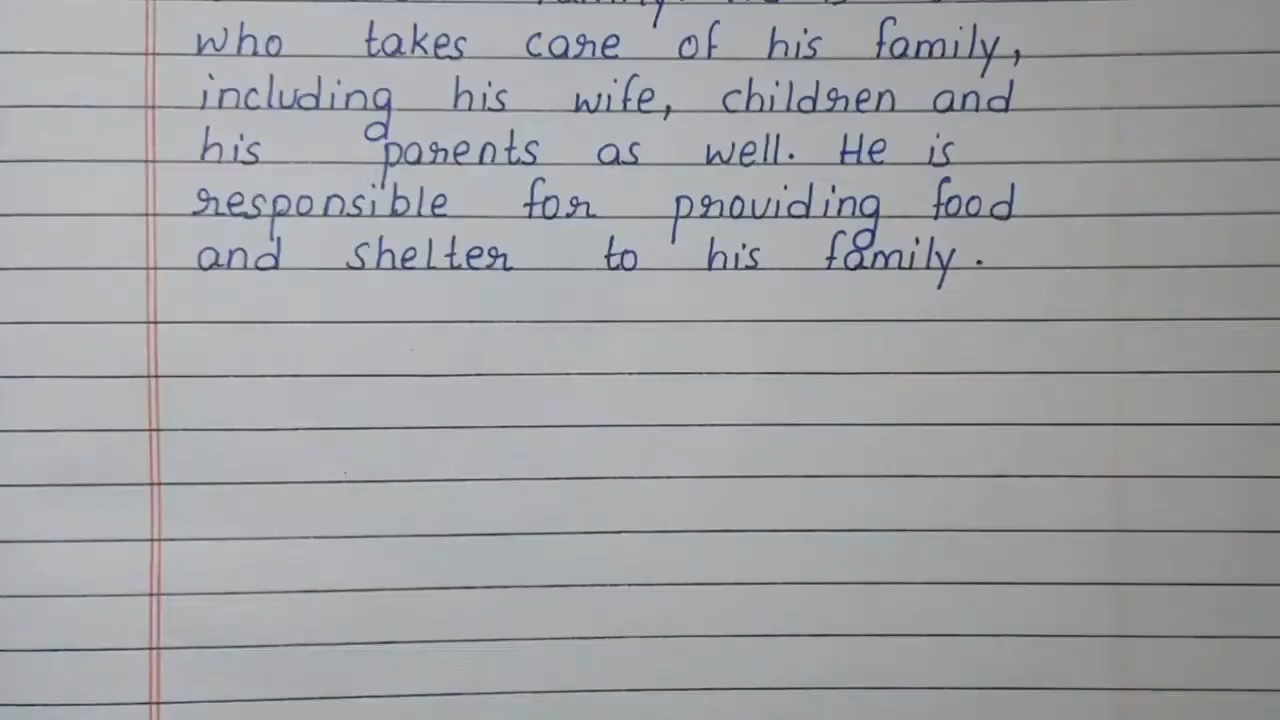 who takes care of his family,
including his wife, children and
his parents as well. He is
responsible for providing food
and shelter to his family.